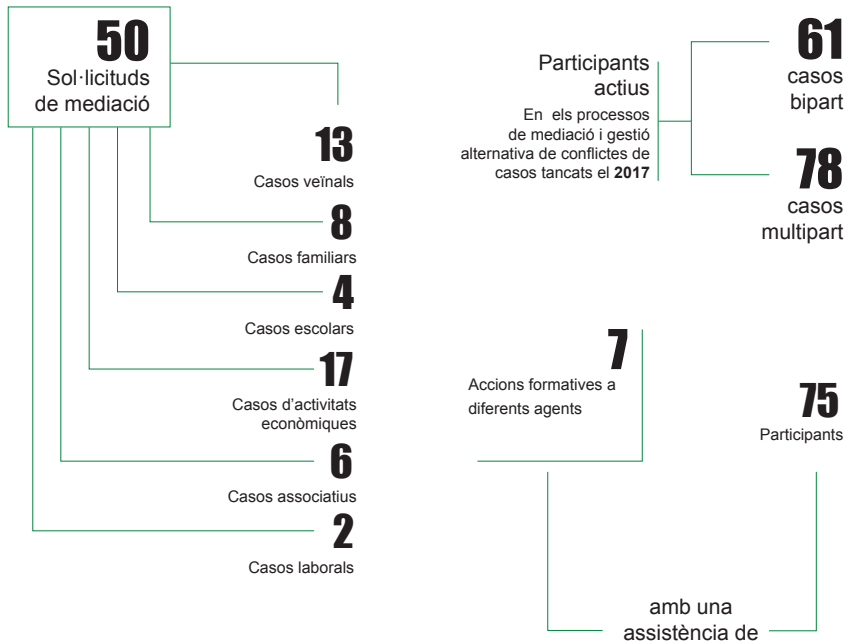 50
Sol·licituds
de mediació
13
Casos veïnals
8
Casos familiars
4
Casos escolars
17
Casos d’activitats
econòmiques
6
Casos associatius
2
Casos laborals
Participants
actius
En els processos
de mediació i gestió
alternativa de conflictes de
casos tancats el 2017
61
casos
bipart
78
casos
multipart
7
Accions formatives a
diferents agents
75
Participants
amb una
assistència de